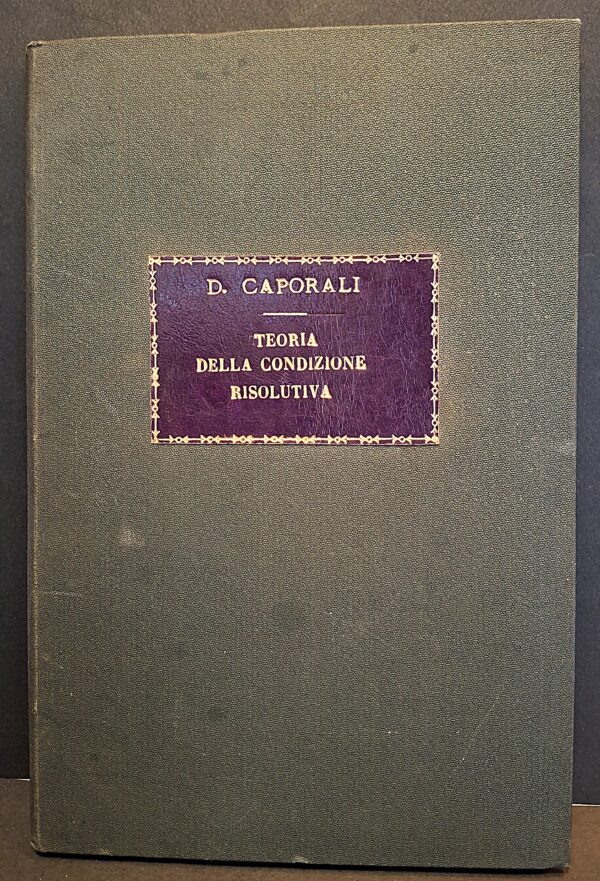 D. CAPORALI
TEORIA
DELLA CONDIZIONE
RISOLUTIVA